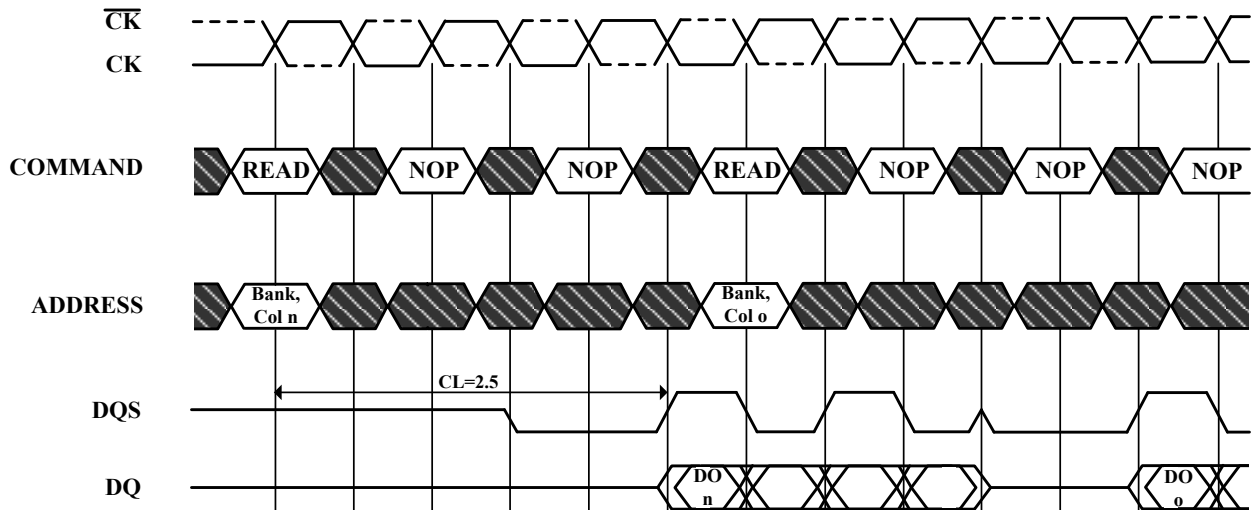 CK
CK
COMMAND
READ NOP NOP READ NOP NOP NOP
ADDRESS
Bank,
Col n
Bank,
Col o
CL=2.5
DQS
DQ
DO
n
DO
o